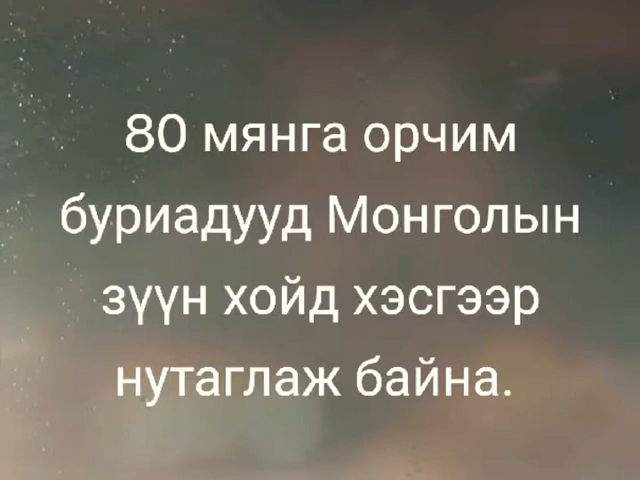 80 мянга орчим
буриадууд Монголын
зүүн хойд хэсгээр
нутаглаж байна.